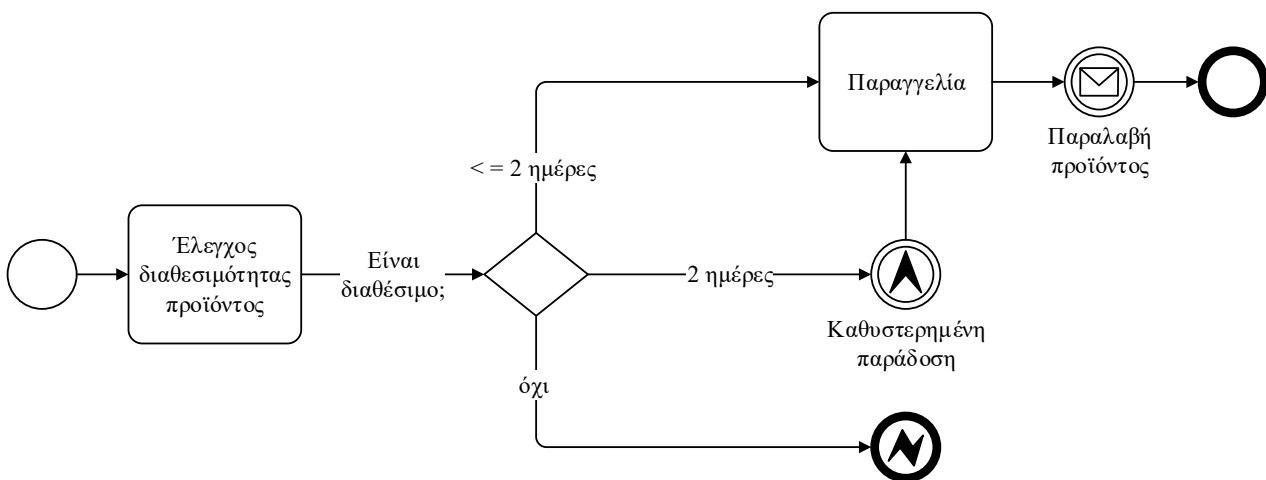 Παραγγελία
Παραλαβή
προϊόντος
< = 2 ημέρες
Έλεγχος
διαθεσιμότητας
προϊόντος
Είναι
διαθέσιμο;
2 ημέρες
Καθυστερημένη
παράδοση
όχι